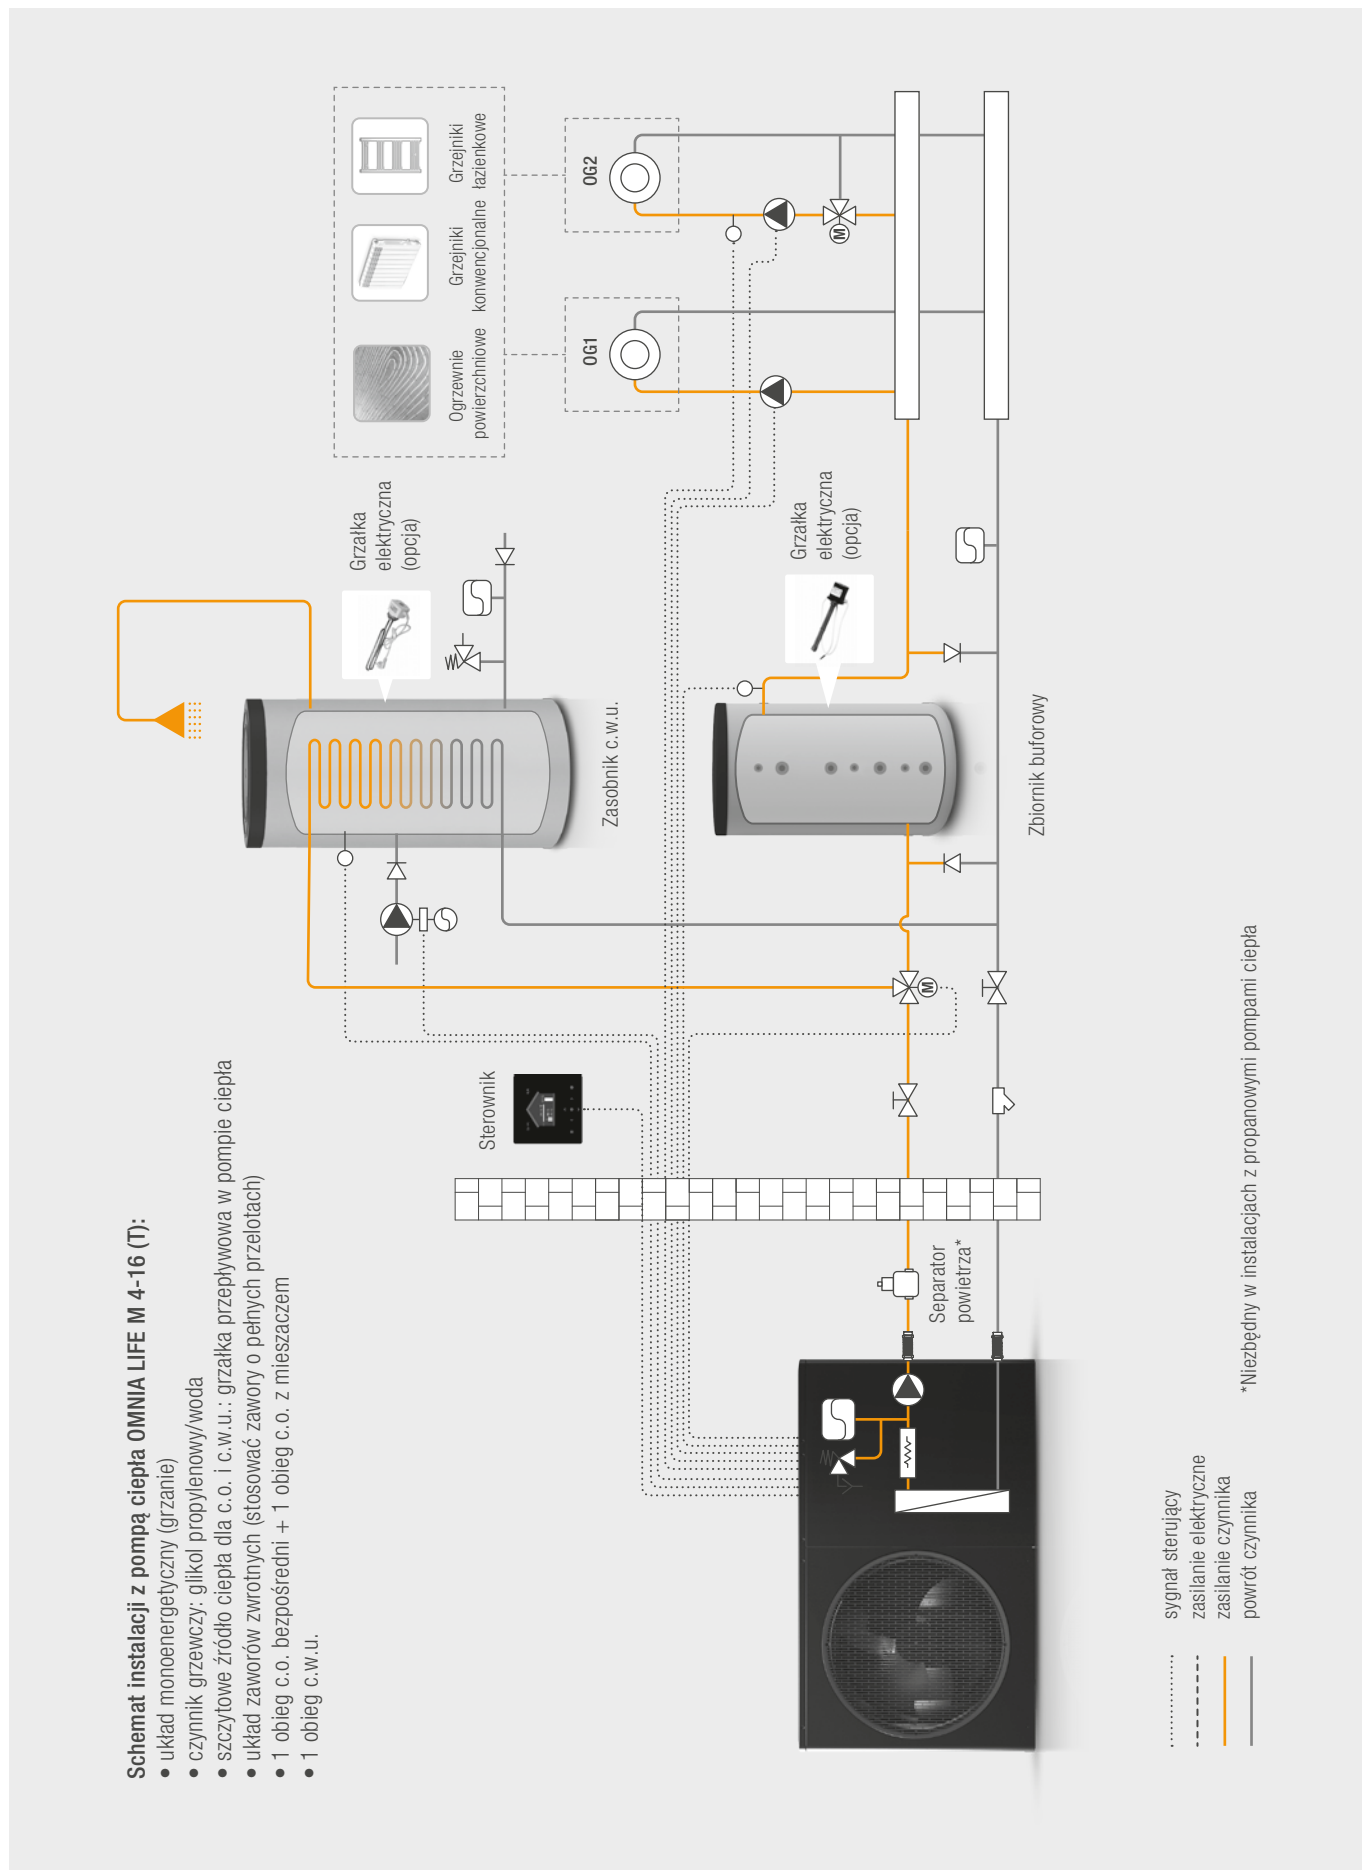 Schemat instalacji z pompą ciepła OMNIA LIFE M 4-16 (T):
• układ monoenergetyczny (grzanie)
• czynnik grzewczy: glikol propylenowy/woda
• szczytowe źródło ciepła dla c.o. i c.w.u.: grzałka przepływowa w pompie ciepła
• układ zaworów zwrotnych (stosować zawory o pełnych przelotach)
• 1 obieg c.o. bezpośredni + 1 obieg c.o. z mieszaczem
• 1 obieg c.w.u.
Ogrzewnie
powierzchniowe
Grzejniki
konwencjonalne
Grzejniki
łazienkowe
Grzałka
elektryczna
(opcja)
Sterownik
OG1
OG2
Zasobnik c.w.u.
Grzałka
elektryczna
(opcja)
M
M
Separator
powietrza*
Zbiornik buforowy
sygnał sterujący
zasilanie elektryczne
zasilanie czynnika
powrót czynnika
*Niezbędny w instalacjach z propanowymi pompami ciepła